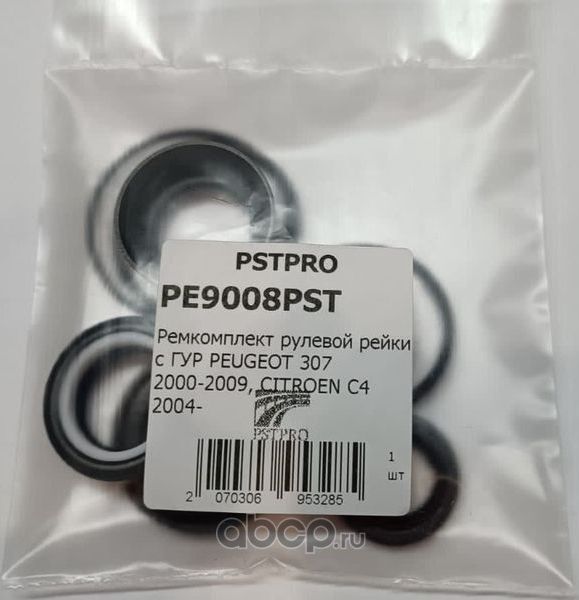 PSTPRO
PE9008PST
Ремкомплект рулевой рейки
с ГУР PEUGEOT 307
2000-2009, CITROEN C4
2004-
PSTPRO
1
шт
2 070306 953285
abcp.ru